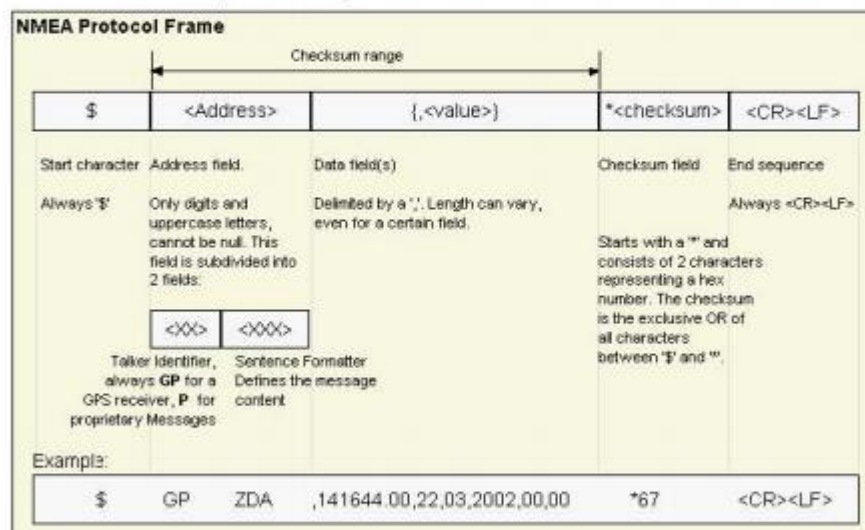 NMEA Protocol Frame
Checksum range
$ <Address> {,<value>} *<checksum> <CR><LF>
Start character Address field. Data field(s) Checksum field End sequence
Always '$'
Only digits and
uppercase letters,
cannot be null. This
field is subdivided into
2 fields:
Delimited by a ','. Length can vary,
even for a certain field.
Starts with a '*' and
consists of 2 characters
representing a hex
number. The checksum
is the exclusive OR of
all characters
between '$' and '*'.
Always <CR><LF>
<XX> <XXX>
Talker Identifier,
always GP for a
GPS receiver, P for
proprietary Messages
Sentence Formatter
Defines the message
content
Example:
$ GP ZDA ,141644.00,22,03,2002,00,00 *67 <CR><LF>